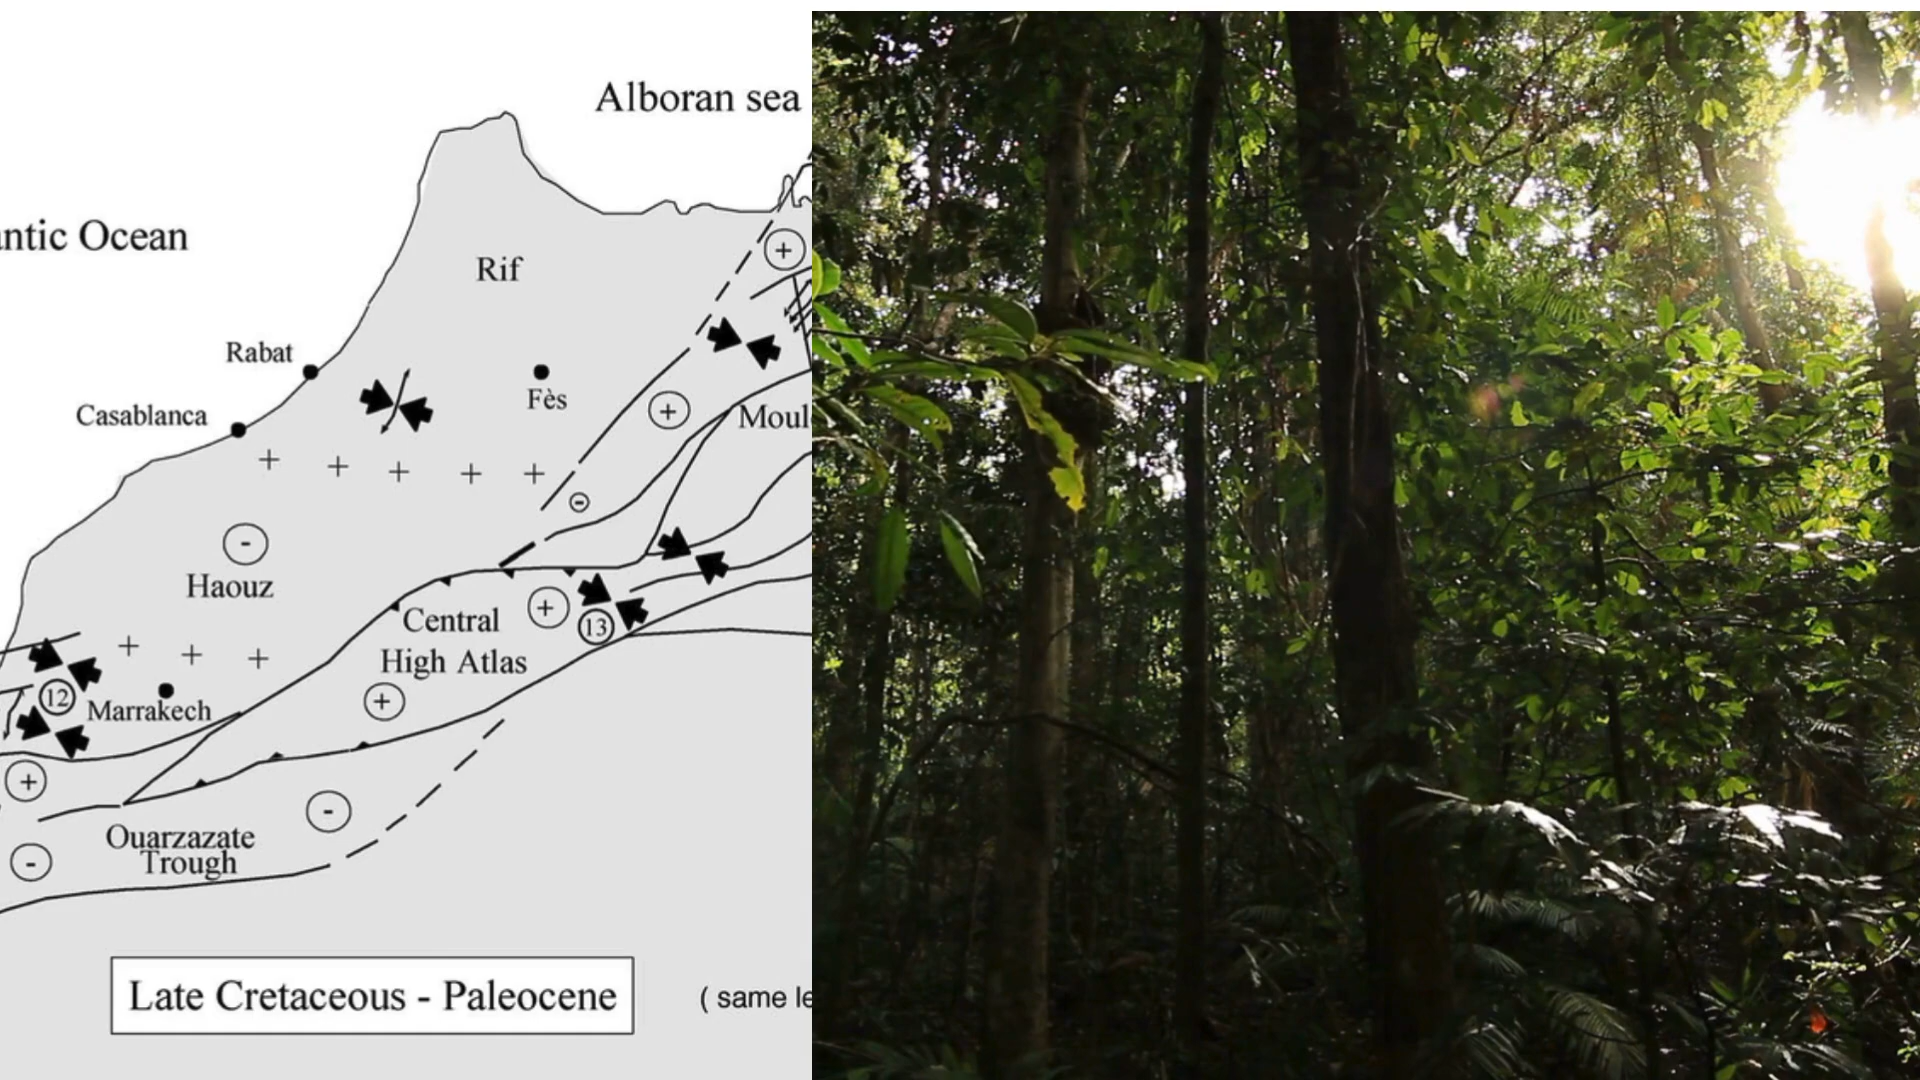 Alboran sea
antic Ocean
Rif
Rabat
Fès
Casablanca
Moul
Haouz
Central
High Atlas
13
12
Marrakech
Ouarzazate
Trough
Late Cretaceous - Paleocene
( same le